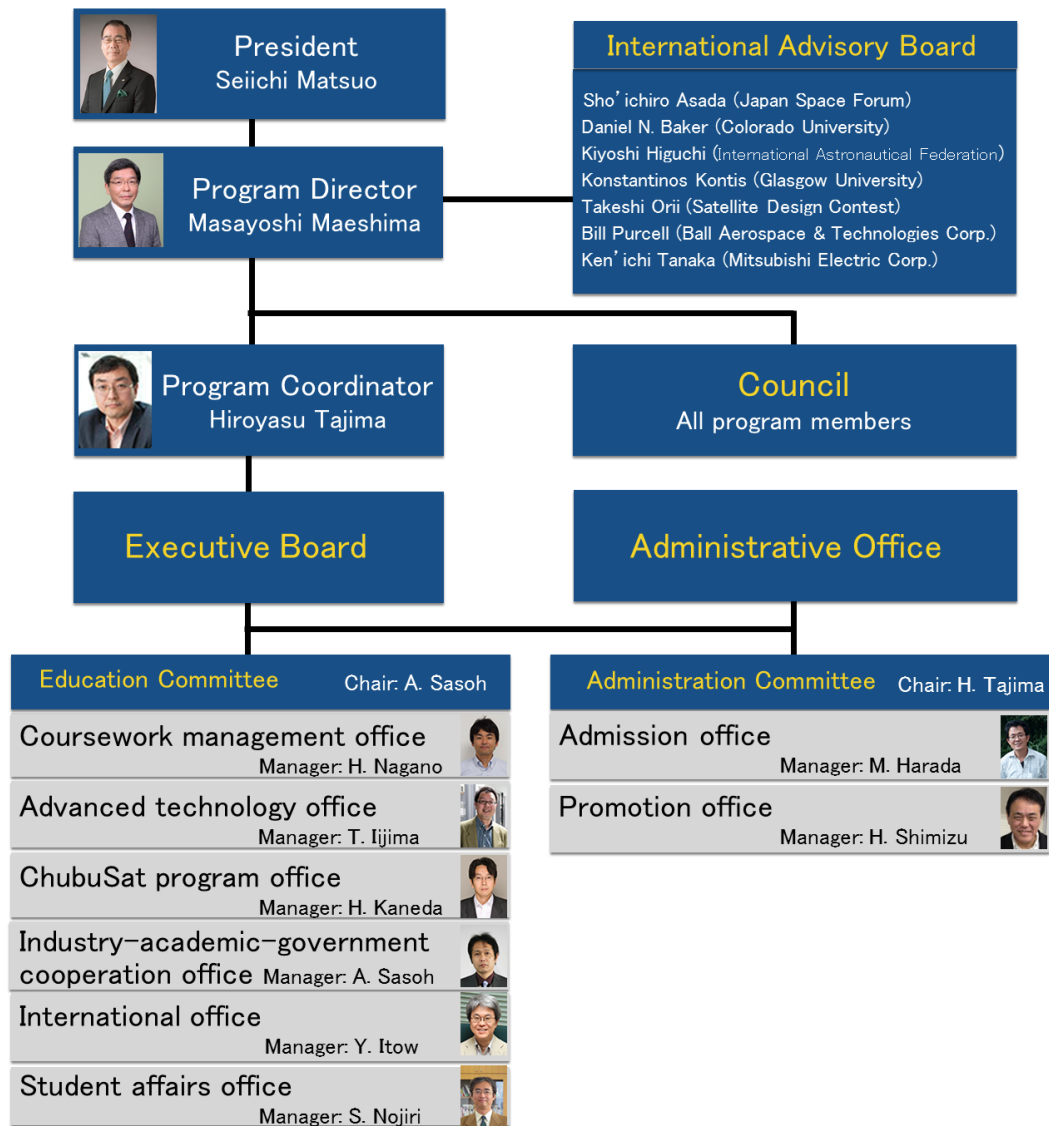 President
Seiichi Matsuo
International Advisory Board
Sho'ichiro Asada (Japan Space Forum)
Daniel N. Baker (Colorado University)
Kiyoshi Higuchi (International Astronautical Federation)
Konstantinos Kontis (Glasgow University)
Takeshi Orii (Satellite Design Contest)
Bill Purcell (Ball Aerospace & Technologies Corp.)
Ken'ichi Tanaka (Mitsubishi Electric Corp.)
Program Director
Masayoshi Maeshima
Program Coordinator
Hiroyasu Tajima
Council
All program members
Executive Board
Administrative Office
Education Committee Chair: A. Sasoh
Coursework management office
Manager: H. Nagano
Advanced technology office
Manager: T. Iijima
ChubuSat program office
Manager: H. Kaneda
Industry-academic-government
cooperation office Manager: A. Sasoh
International office
Manager: Y. Itow
Student affairs office
Manager: S. Nojiri
Administration Committee Chair: H. Tajima
Admission office
Manager: M. Harada
Promotion office
Manager: H. Shimizu